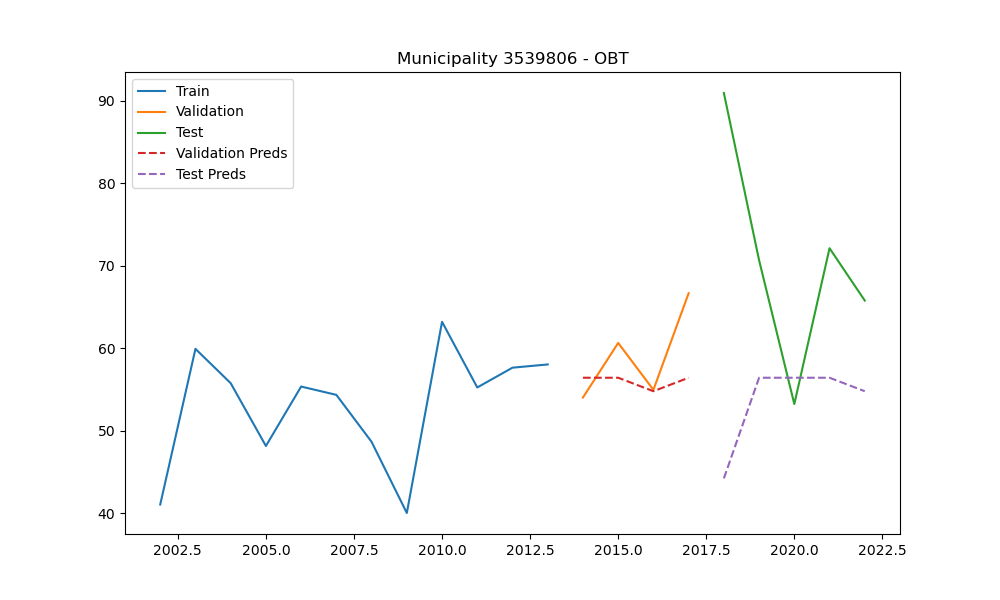 Municipality 3539806 - OBT
Train
Validation
Test
Validation Preds
Test Preds
90
80
70
60
50
40
2002.5 2005.0 2007.5 2010.0 2012.5 2015.0 2017.5 2020.0 2022.5